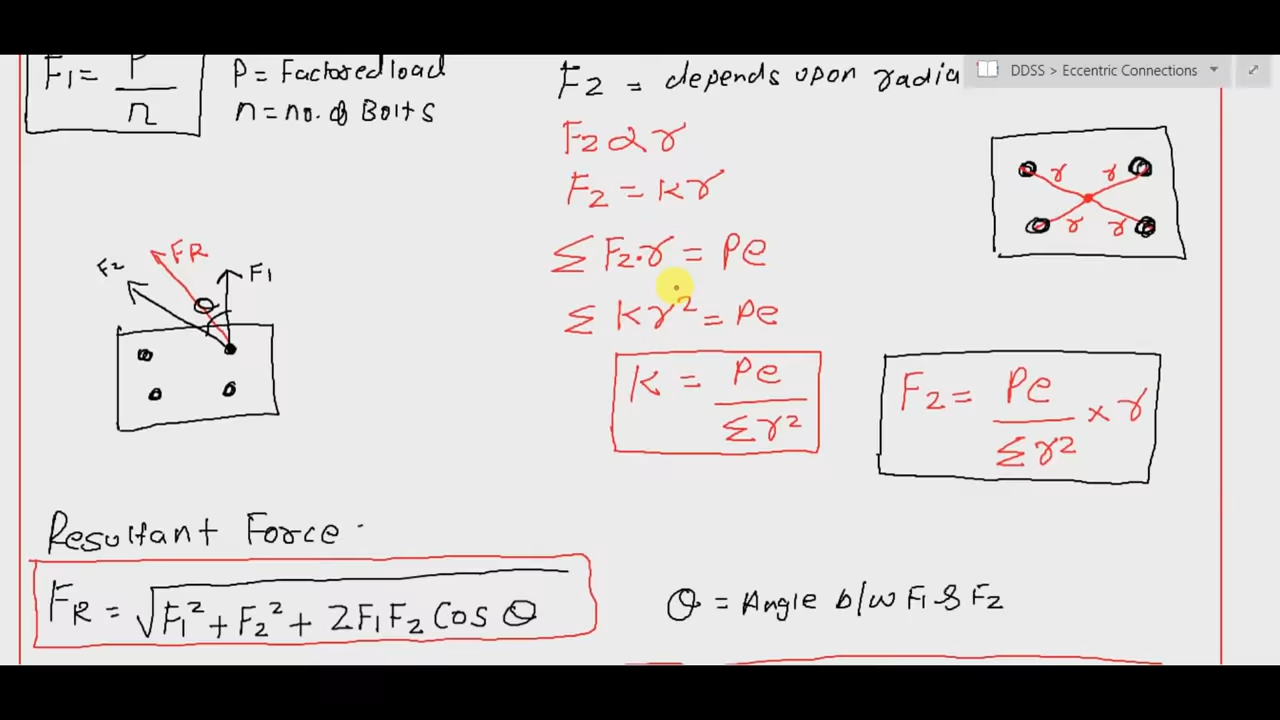 DDSS > Eccentric Connections
F1 = P / n
P = Factored load
n = no. of Bolts
F2 = depends upon radia
F2 ∝ r
F2 = Kr
Σ F2.r = Pe
Σ Kr² = Pe
K = Pe / Σr²
F2 = Pe / Σr² × r
r r
r r
FR
F2
F1
θ
Resultant Force
FR = √F1² + F2² + 2F1F2 Cos θ
θ = Angle b/w F1 & F2